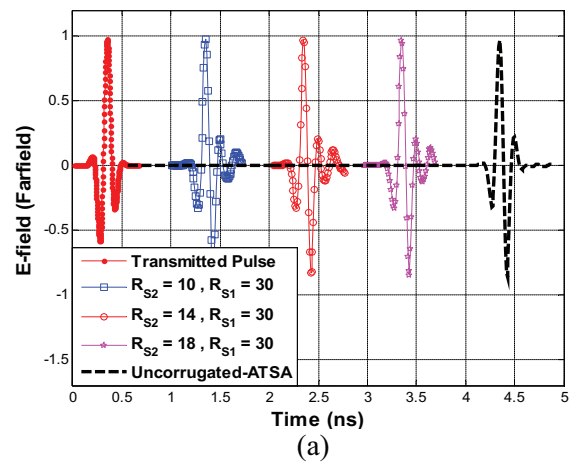 1
0.5
0
-0.5
-1
-1.5
E-field (Farfield)
Transmitted Pulse
R_S2 = 10 , R_S1 = 30
R_S2 = 14 , R_S1 = 30
R_S2 = 18 , R_S1 = 30
Uncorrugated-ATSA
0 0.5 1 1.5 2 2.5 3 3.5 4 4.5 5
Time (ns)
(a)